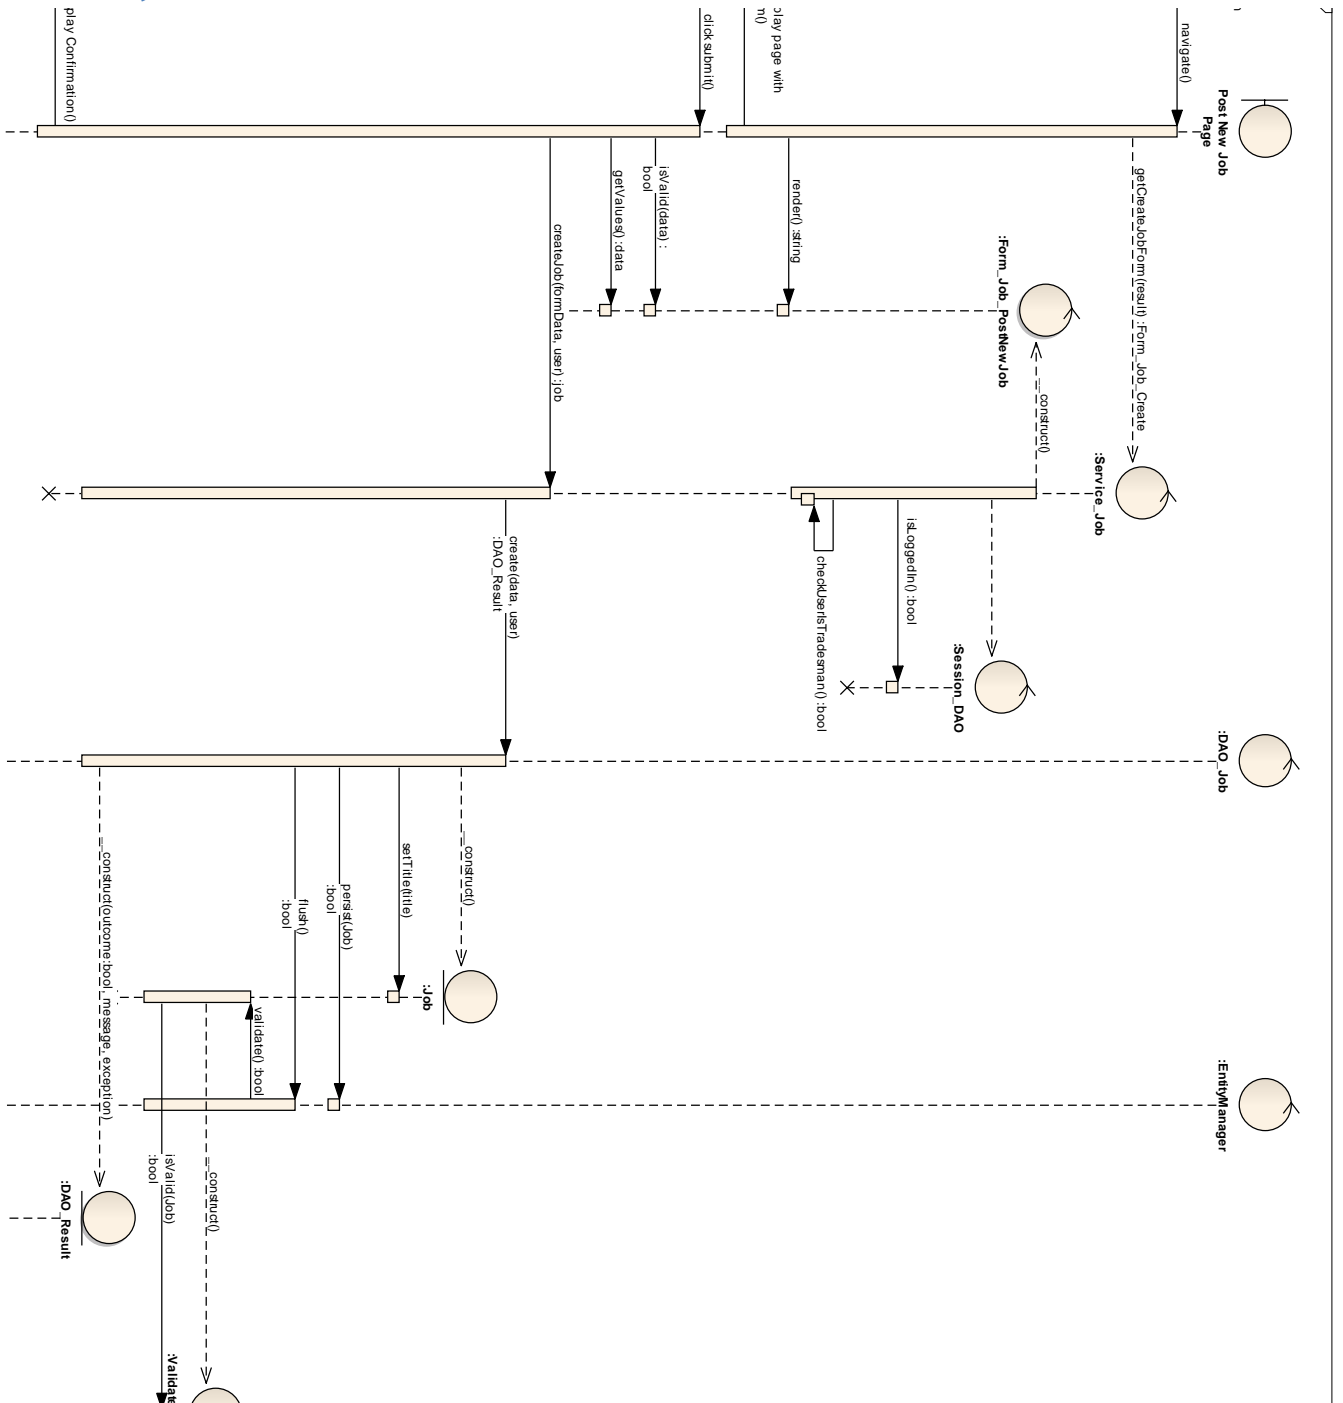 Post New Job
Page
:DAO_Job
:EntityManager
navigate()
getCreateJobForm(result) :Form_Job_Create
:Service_Job
__construct()
:Form_Job_PostNewJob
:Session_DAO
isLoggedIn() :bool
checkUserIsTradesman() :bool
render() :string
play page with
click submit()
isValid(data) :
bool
getValues() :data
createJob(formData, user) :job
create(data, user)
:DAO_Result
__construct()
:Job
setTitle(title)
persist(Job)
:bool
flush()
:bool
validate() :bool
__construct()
:Validate
isValid(Job)
:bool
__construct(outcome:bool, message, exception)
play Confirmation()
:DAO_Result